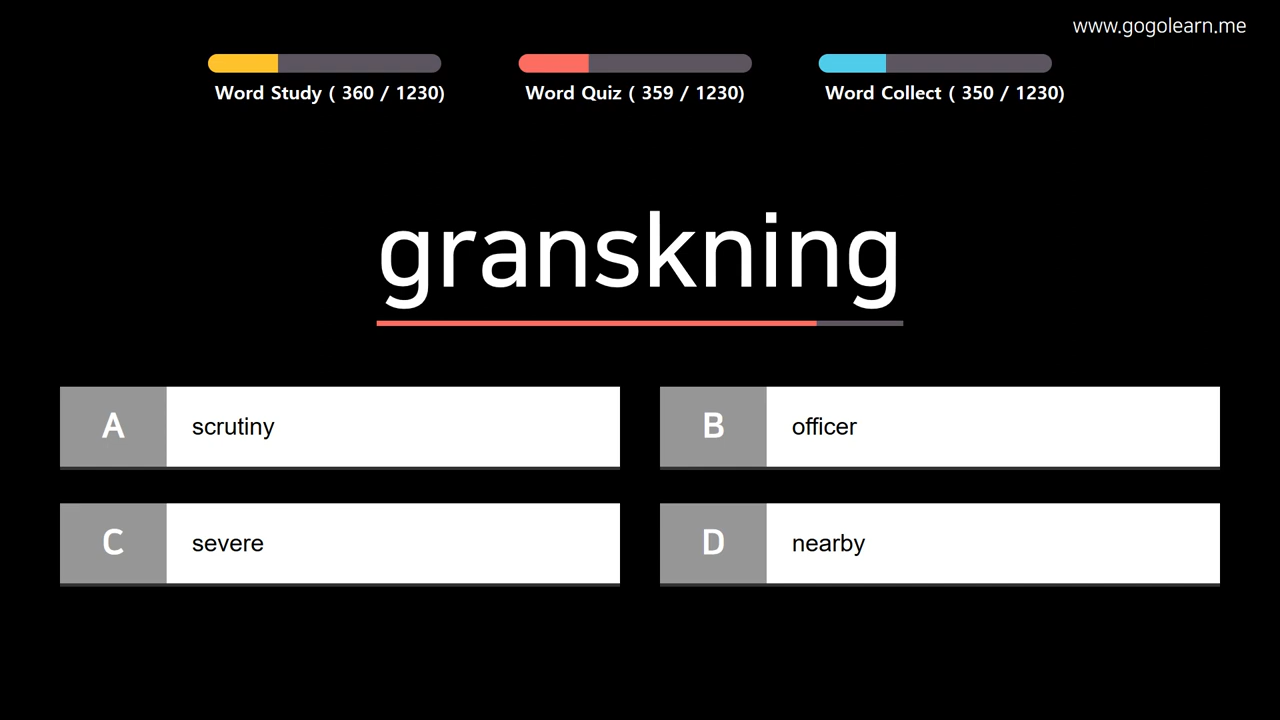 www.gogolearn.me
Word Study ( 360 / 1230)
Word Quiz ( 359 / 1230)
Word Collect ( 350 / 1230)
granskning
A scrutiny
B officer
C severe
D nearby